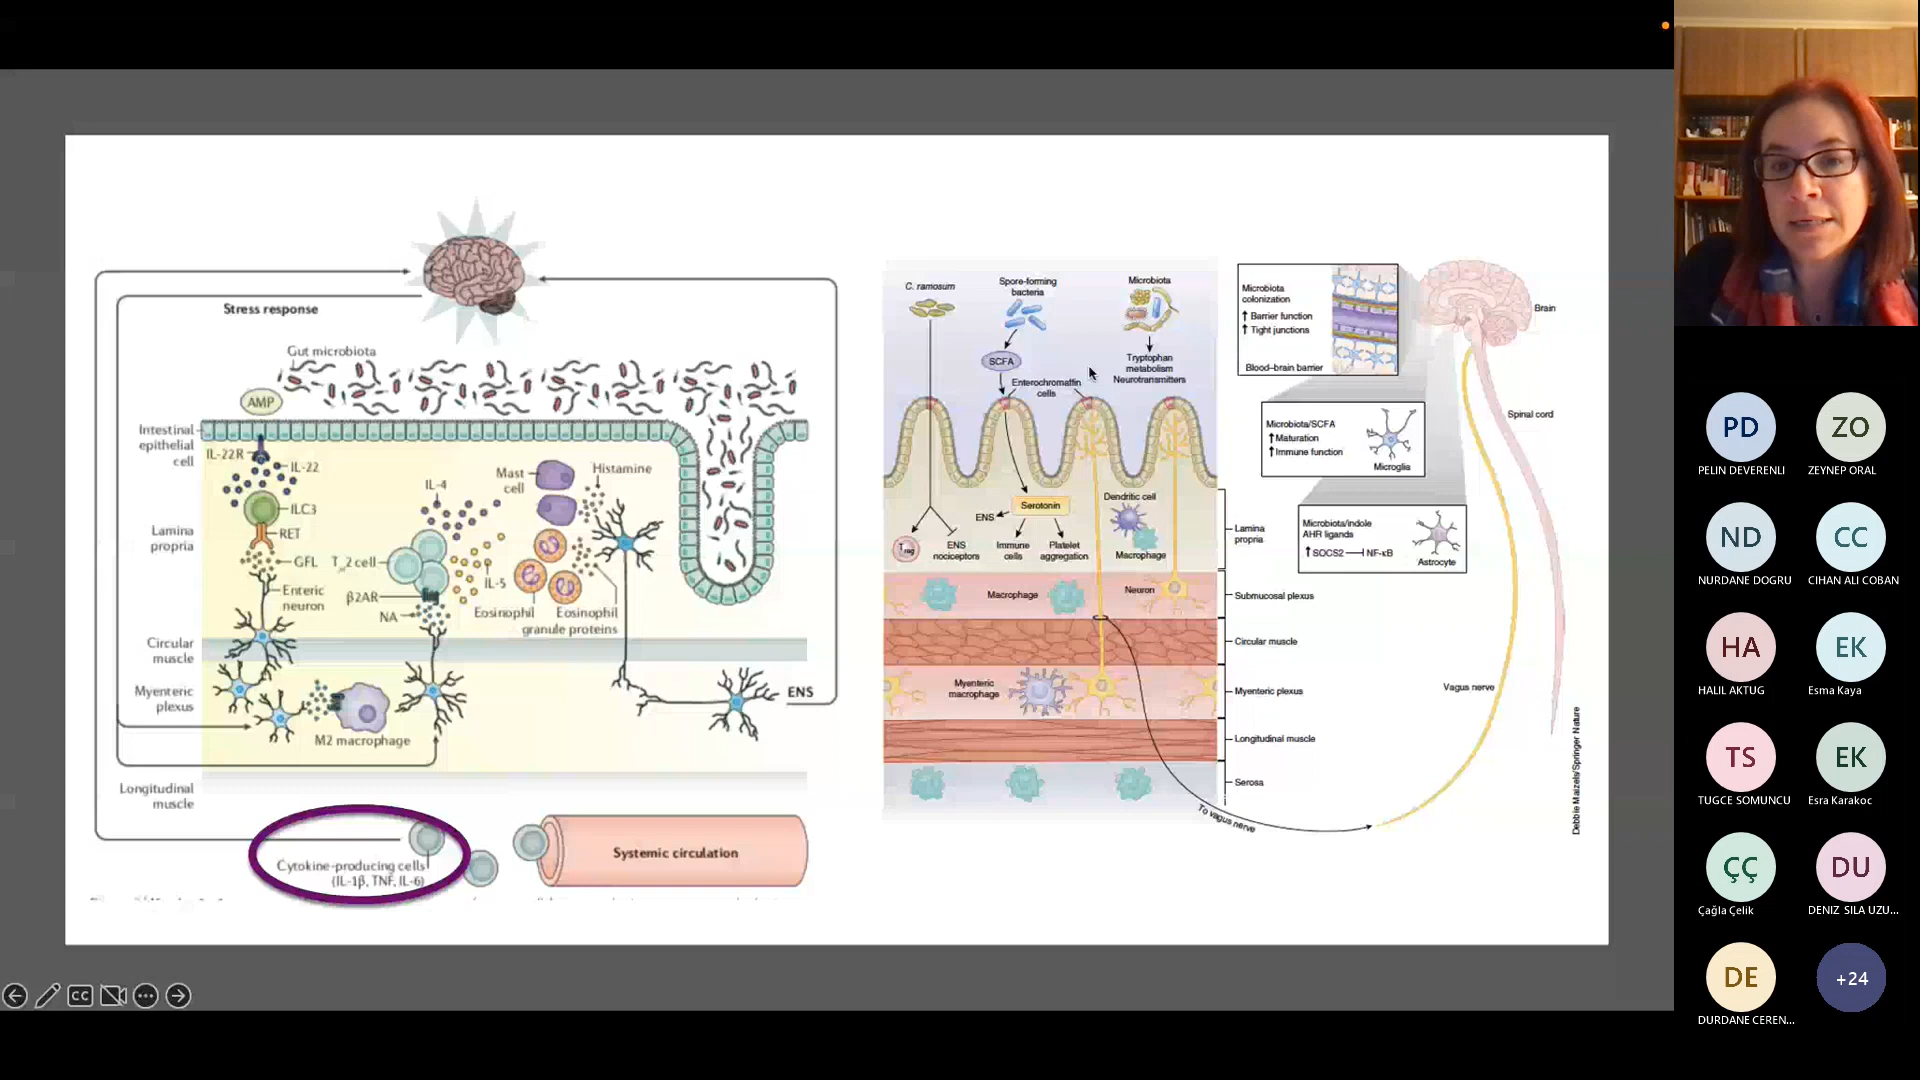 Stress response
Gut microbiota
AMP
Intestinal
epithelial
cell
IL-22R
IL-22
ILC3
RET
GFL
Enteric
neuron
Lamina
propria
IL-4
Mast
cell
Histamine
TH2 cell
IL-5
β2AR
NA
Eosinophil
Eosinophil
granule proteins
Circular
muscle
Myenteric
plexus
M2 macrophage
ENS
Longitudinal
muscle
Cytokine-producing cells
(IL-1β, TNF, IL-6)
Systemic circulation
C. ramosum
Spore-forming
bacteria
Microbiota
SCFA
Tryptophan
metabolism
Neurotransmitters
Enterochromaffin
cells
Serotonin
ENS
Treg
ENS
nociceptors
Immune
cells
Platelet
aggregation
Dendritic cell
Macrophage
Lamina
propria
Macrophage
Neuron
Submucosal plexus
Circular muscle
Myenteric
macrophage
Myenteric plexus
Longitudinal muscle
Serosa
To vagus nerve
Microbiota
colonization
↑ Barrier function
↑ Tight junctions
Blood–brain barrier
Microbiota/SCFA
↑ Maturation
↑ Immune function
Microglia
Microbiota/indole
AHR ligands
↑ SOCS2 ⊣ NF-κB
Astrocyte
Brain
Spinal cord
Vagus nerve
Debbie Maizels/Springer Nature
CC
PD
PELIN DEVERENLI
ZO
ZEYNEP ORAL
ND
NURDANE DOGRU
CC
CIHAN ALI COBAN
HA
HALIL AKTUG
EK
Esma Kaya
TS
TUGCE SOMUNCU
EK
Esra Karakoc
ÇÇ
Çağla Çelik
DU
DENIZ SILA UZU...
DE
DURDANE CEREN...
+24